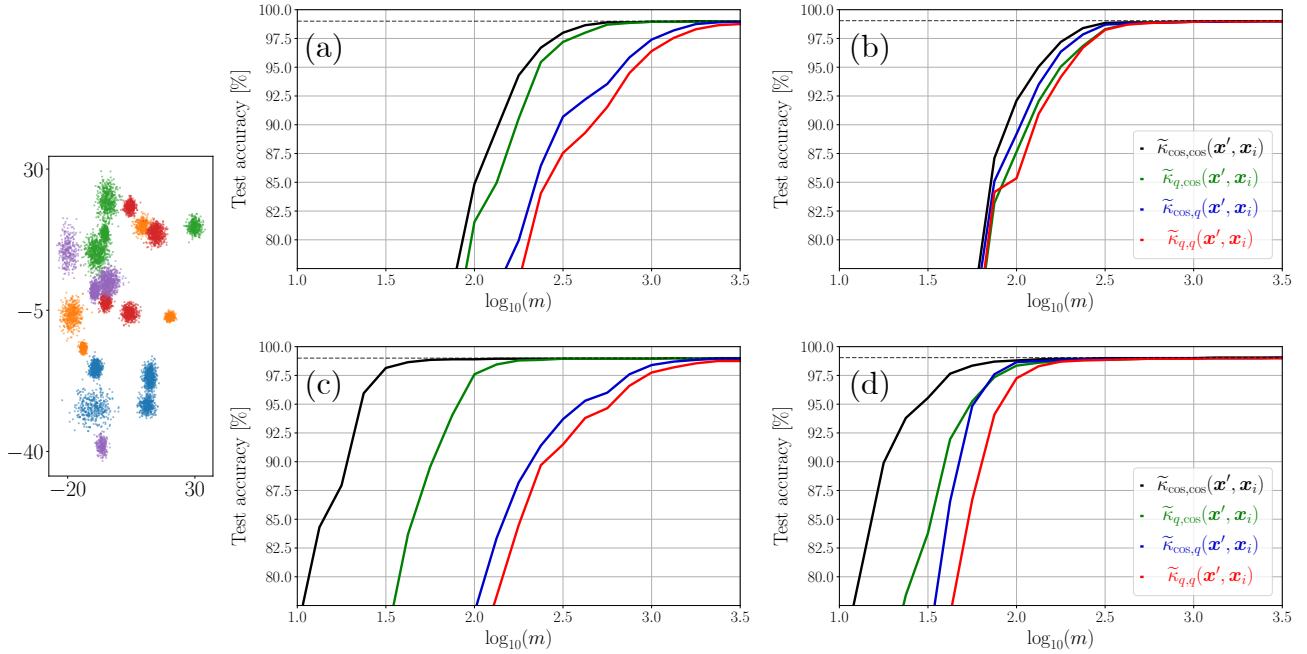 30
−5
−40
−20 30
(a)
Test accuracy [%]
100.0
97.5
95.0
92.5
90.0
87.5
85.0
82.5
80.0
1.0 1.5 2.0 2.5 3.0 3.5
log₁₀(m)
(b)
Test accuracy [%]
100.0
97.5
95.0
92.5
90.0
87.5
85.0
82.5
80.0
κ̃cos,cos(x′, xᵢ)
κ̃q,cos(x′, xᵢ)
κ̃cos,q(x′, xᵢ)
κ̃q,q(x′, xᵢ)
1.0 1.5 2.0 2.5 3.0 3.5
log₁₀(m)
(c)
Test accuracy [%]
100.0
97.5
95.0
92.5
90.0
87.5
85.0
82.5
80.0
1.0 1.5 2.0 2.5 3.0 3.5
log₁₀(m)
(d)
Test accuracy [%]
100.0
97.5
95.0
92.5
90.0
87.5
85.0
82.5
80.0
κ̃cos,cos(x′, xᵢ)
κ̃q,cos(x′, xᵢ)
κ̃cos,q(x′, xᵢ)
κ̃q,q(x′, xᵢ)
1.0 1.5 2.0 2.5 3.0 3.5
log₁₀(m)